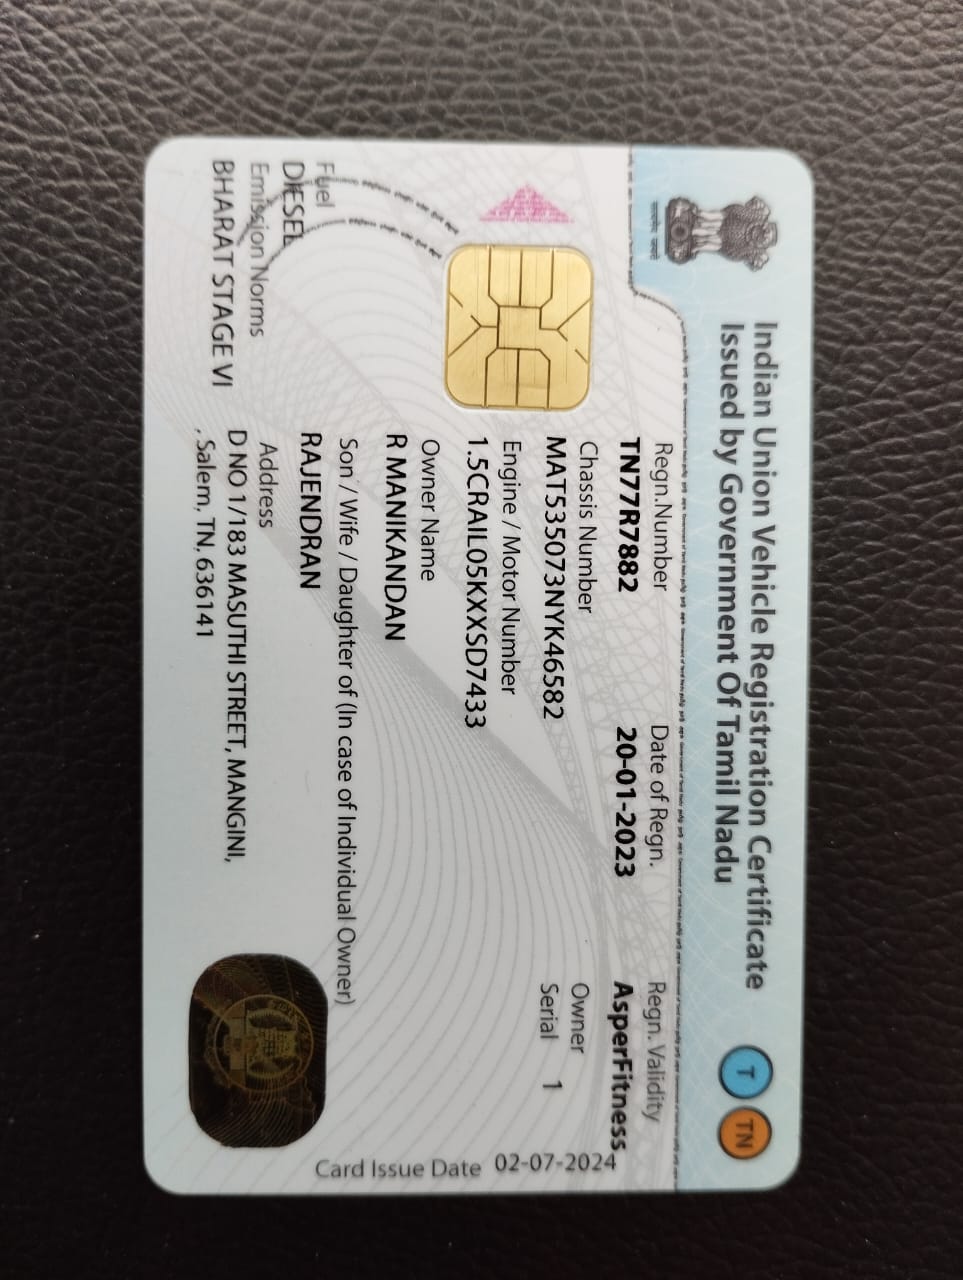 Indian Union Vehicle Registration Certificate
Issued by Government Of Tamil Nadu
T TN
Regn.Number Date of Regn. Regn. Validity
TN77R7882 20-01-2023 AsperFitness
Chassis Number Owner
MAT535073NYK46582 Serial 1
Engine / Motor Number
1.5CRAIL05KXXSD7433
Owner Name
R MANIKANDAN
Son / Wife / Daughter of (In case of Individual Owner)
RAJENDRAN
Fuel
DIESEL
Emission Norms
BHARAT STAGE VI
Address
D NO 1/183 MASUTHI STREET, MANGINI,
, Salem, TN, 636141
Card Issue Date 02-07-2024